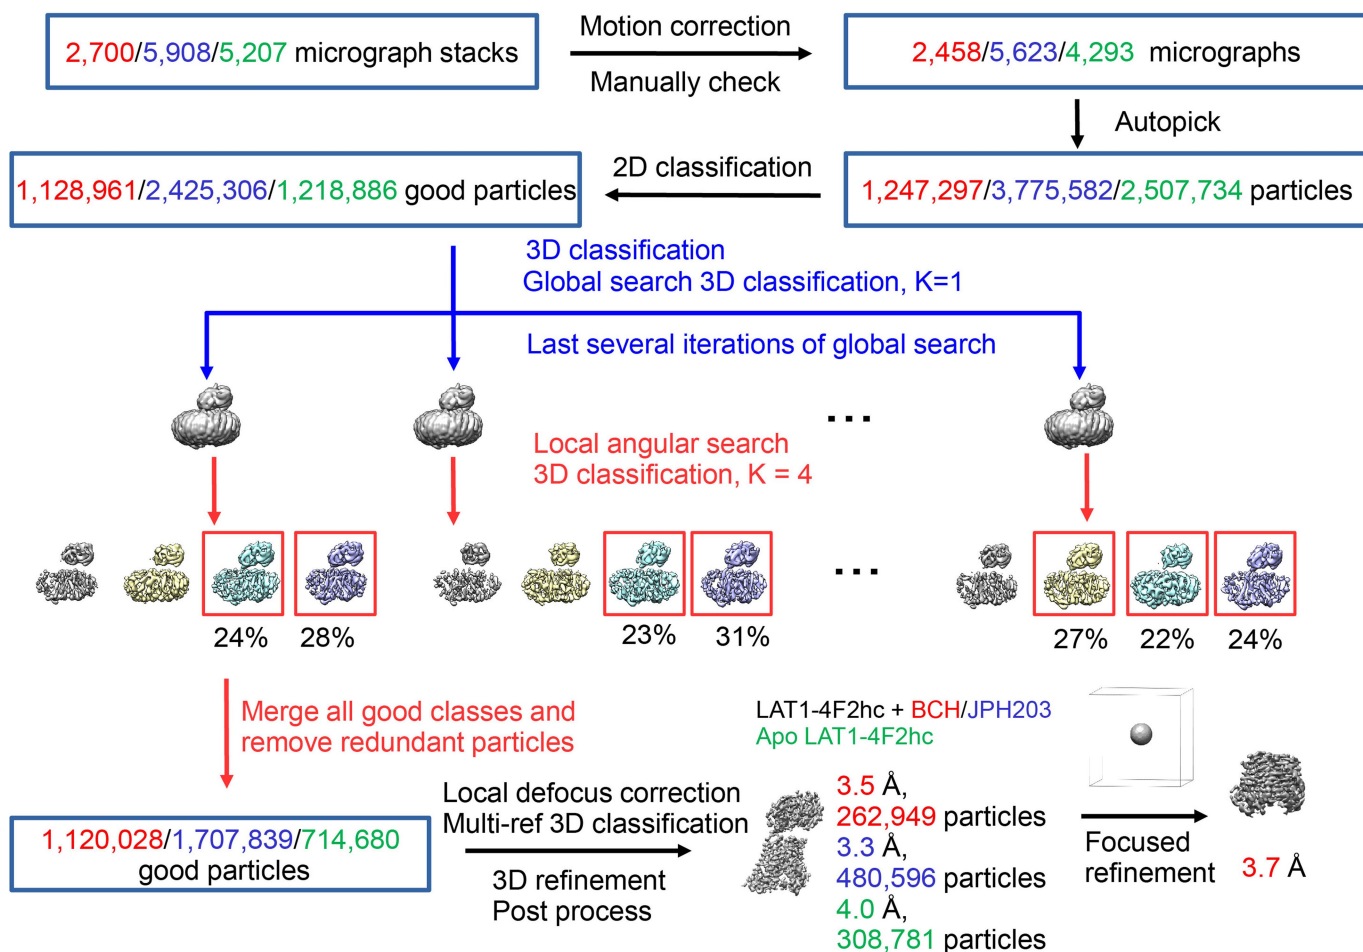 2,700/5,908/5,207 micrograph stacks
Motion correction
Manually check
2,458/5,623/4,293 micrographs
Autopick
1,247,297/3,775,582/2,507,734 particles
2D classification
1,128,961/2,425,306/1,218,886 good particles
3D classification
Global search 3D classification, K=1
Last several iterations of global search
...
Local angular search
3D classification, K = 4
...
24%
28%
23%
31%
27%
22%
24%
Merge all good classes and
remove redundant particles
1,120,028/1,707,839/714,680
good particles
Local defocus correction
Multi-ref 3D classification
3D refinement
Post process
LAT1-4F2hc + BCH/JPH203
Apo LAT1-4F2hc
3.5 Å,
262,949 particles
3.3 Å,
480,596 particles
4.0 Å,
308,781 particles
Focused
refinement
3.7 Å